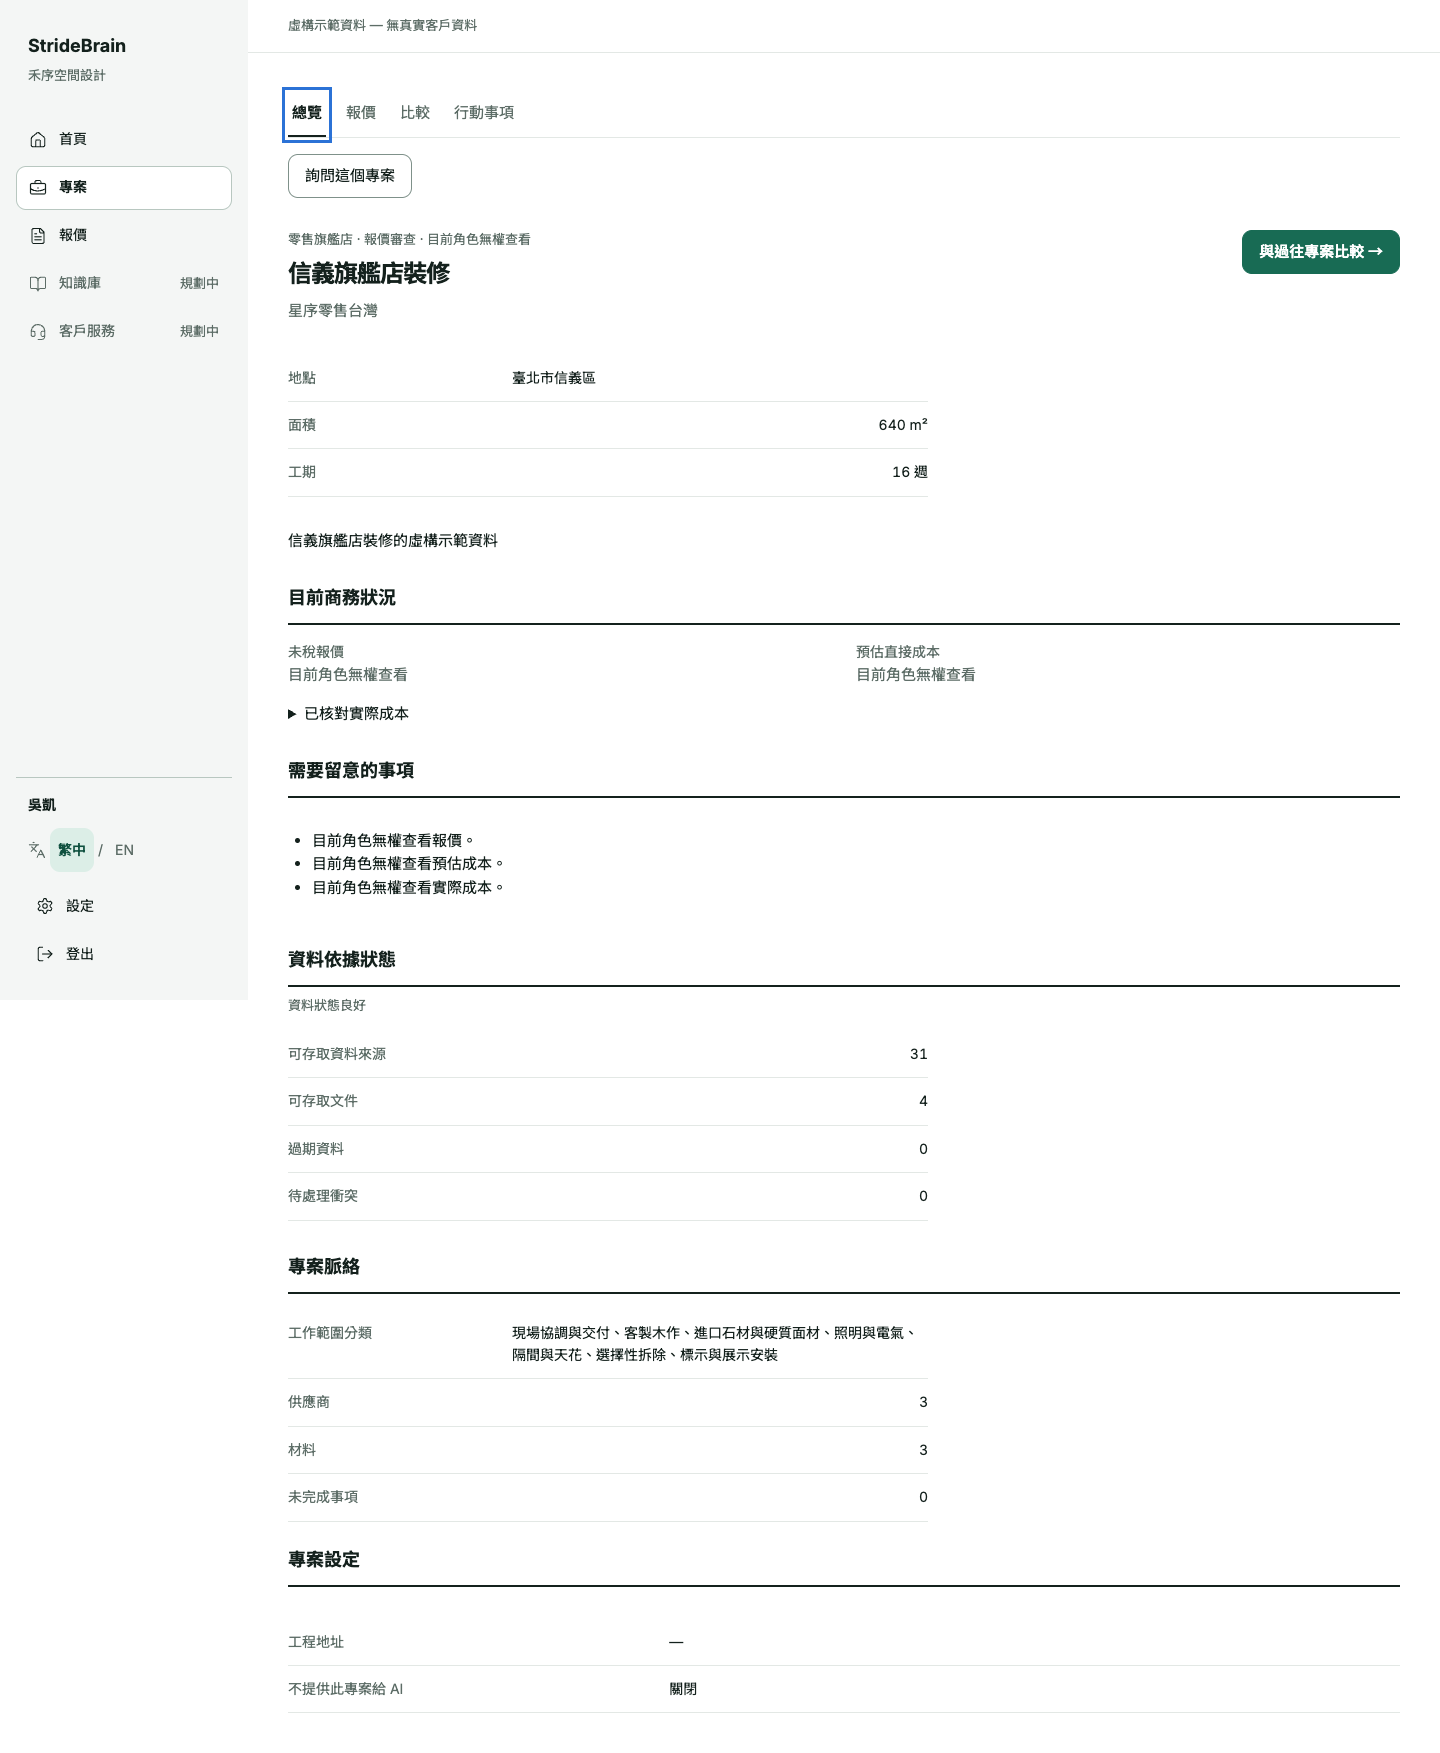 StrideBrain
禾序空間設計
首頁
專案
報價
知識庫 規劃中
客戶服務 規劃中
吳凱
繁中 / EN
設定
登出
虛構示範資料 — 無真實客戶資料
總覽 報價 比較 行動事項
詢問這個專案
零售旗艦店 · 報價審查 · 目前角色無權查看
信義旗艦店裝修
星序零售台灣
與過往專案比較 →
地點 臺北市信義區
面積 640 m²
工期 16 週
信義旗艦店裝修的虛構示範資料
目前商務狀況
未稅報價 預估直接成本
目前角色無權查看 目前角色無權查看
▶ 已核對實際成本
需要留意的事項
• 目前角色無權查看報價。
• 目前角色無權查看預估成本。
• 目前角色無權查看實際成本。
資料依據狀態
資料狀態良好
可存取資料來源 31
可存取文件 4
過期資料 0
待處理衝突 0
專案脈絡
工作範圍分類 現場協調與交付、客製木作、進口石材與硬質面材、照明與電氣、
隔間與天花、選擇性拆除、標示與展示安裝
供應商 3
材料 3
未完成事項 0
專案設定
工程地址 —
不提供此專案給 AI 關閉